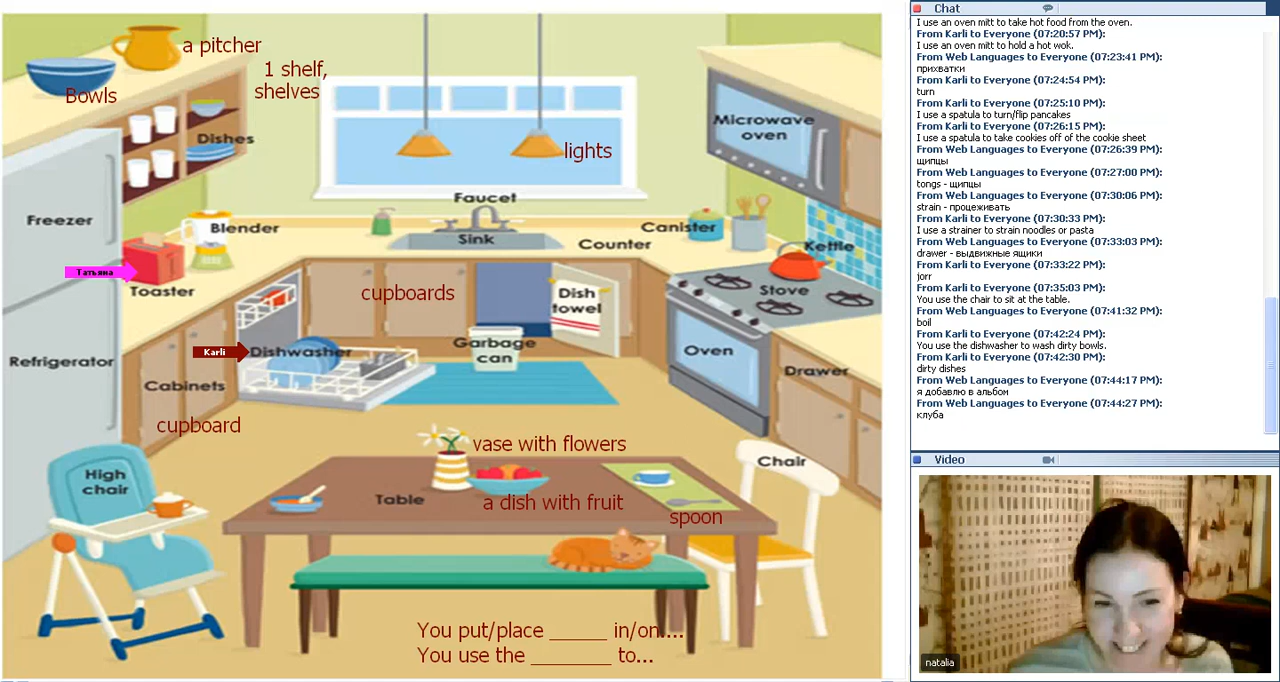 a pitcher
1 shelf,
shelves
Bowls
Dishes
lights
Microwave
oven
Freezer
Faucet
Blender
Sink
Counter
Canister
Kettle
Татьяна
Toaster
cupboards
Dish
towel
Stove
Karli
Dishwasher
Garbage
can
Oven
Refrigerator
Cabinets
Drawer
cupboard
vase with flowers
High
chair
Chair
Table
a dish with fruit
spoon
You put/place _____ in/on....
You use the _______ to...
Chat
I use an oven mitt to take hot food from the oven.
From Karli to Everyone (07:20:57 PM):
I use an oven mitt to hold a hot wok.
From Web Languages to Everyone (07:23:41 PM):
прихватки
From Karli to Everyone (07:24:54 PM):
turn
From Karli to Everyone (07:25:10 PM):
I use a spatula to turn/flip pancakes
From Karli to Everyone (07:26:15 PM):
I use a spatula to take cookies off of the cookie sheet
From Web Languages to Everyone (07:26:39 PM):
щипцы
From Web Languages to Everyone (07:27:00 PM):
tongs - щипцы
From Web Languages to Everyone (07:30:06 PM):
strain - процеживать
From Karli to Everyone (07:30:33 PM):
I use a strainer to strain noodles or pasta
From Web Languages to Everyone (07:33:03 PM):
drawer - выдвижные ящики
From Karli to Everyone (07:33:22 PM):
jorr
From Karli to Everyone (07:35:03 PM):
You use the chair to sit at the table.
From Web Languages to Everyone (07:41:32 PM):
boil
From Karli to Everyone (07:42:24 PM):
You use the dishwasher to wash dirty bowls.
From Karli to Everyone (07:42:30 PM):
dirty dishes
From Web Languages to Everyone (07:44:17 PM):
я добавлю в альбом
From Web Languages to Everyone (07:44:27 PM):
клуба
Video
natalia